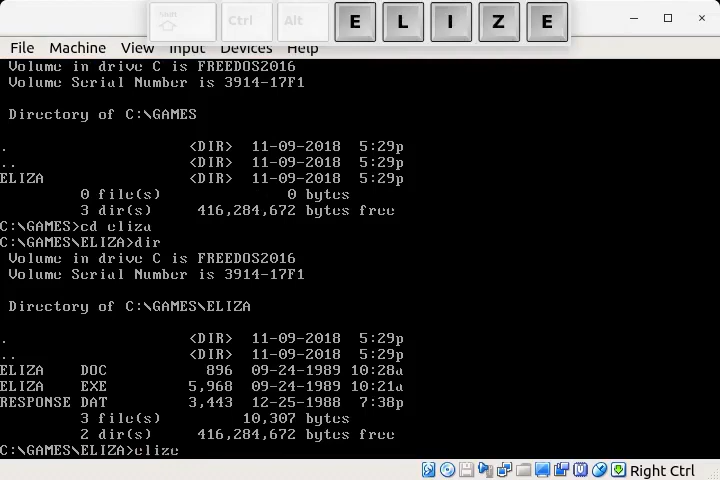 Shift Ctrl Alt E L I Z E
File Machine View Input Devices Help
Volume in drive C is FREEDOS2016
Volume Serial Number is 3914-17F1
Directory of C:\GAMES
. <DIR> 11-09-2018 5:29p
.. <DIR> 11-09-2018 5:29p
ELIZA <DIR> 11-09-2018 5:29p
0 file(s) 0 bytes
3 dir(s) 416,284,672 bytes free
C:\GAMES>cd eliza
C:\GAMES\ELIZA>dir
Volume in drive C is FREEDOS2016
Volume Serial Number is 3914-17F1
Directory of C:\GAMES\ELIZA
. <DIR> 11-09-2018 5:29p
.. <DIR> 11-09-2018 5:29p
ELIZA DOC 896 09-24-1989 10:28a
ELIZA EXE 5,968 09-24-1989 10:21a
RESPONSE DAT 3,443 12-25-1988 7:38p
3 file(s) 10,307 bytes
2 dir(s) 416,284,672 bytes free
C:\GAMES\ELIZA>elize
Right Ctrl